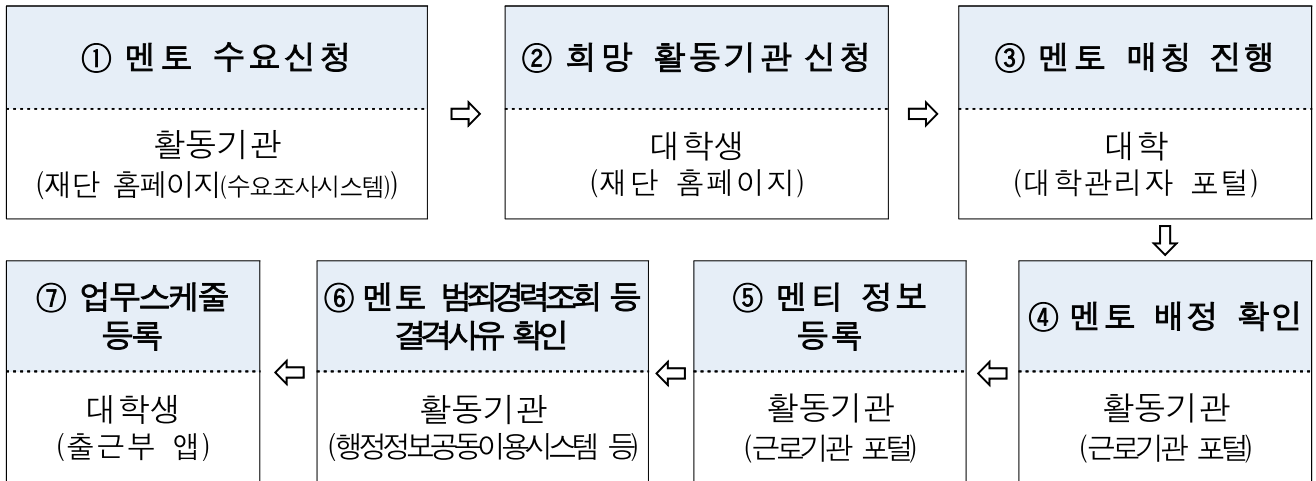 ① 멘토 수요신청
활동기관
(재단 홈페이지(수요조사시스템))
② 희망 활동기관 신청
대학생
(재단 홈페이지)
③ 멘토 매칭 진행
대학
(대학관리자 포털)
④ 멘토 배정 확인
활동기관
(근로기관 포털)
⑤ 멘티 정보
등록
활동기관
(근로기관 포털)
⑥ 멘토 범죄경력조회 등
결격사유 확인
활동기관
(행정정보공동이용시스템 등)
⑦ 업무스케줄
등록
대학생
(출근부 앱)